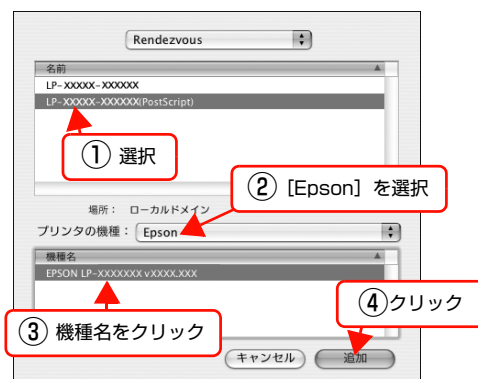 Rendezvous
名前
LP-XXXXX-XXXXXX
LP-XXXXX-XXXXXX(PostScript)
① 選択
② [Epson] を選択
場所： ローカルドメイン
プリンタの機種： Epson
機種名
EPSON LP-XXXXXXX vXXXX.XXX
③ 機種名をクリック
④クリック
キャンセル 追加